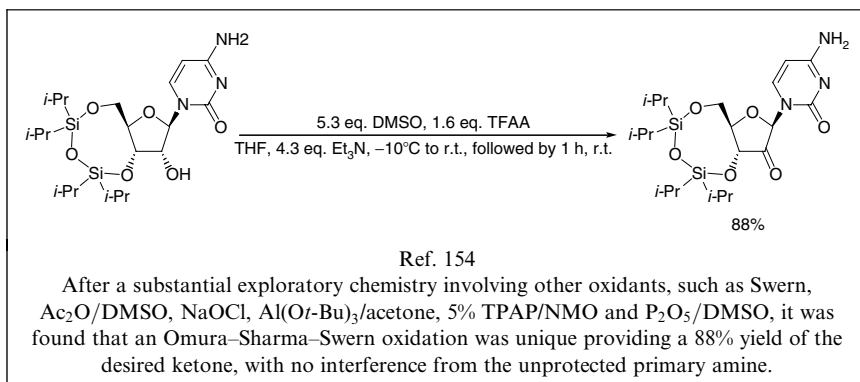 NH2
NH₂
N
N
O
O
N
O
O
N
O
i-Pr
i-Pr
O
Si
i-Pr
i-Pr
O
Si
5.3 eq. DMSO, 1.6 eq. TFAA
THF, 4.3 eq. Et₃N, −10°C to r.t., followed by 1 h, r.t.
O
Si
O
i-Pr
i-Pr
OH
O
Si
O
i-Pr
i-Pr
O
88%
Ref. 154
After a substantial exploratory chemistry involving other oxidants, such as Swern,
Ac₂O/DMSO, NaOCl, Al(Ot-Bu)₃/acetone, 5% TPAP/NMO and P₂O₅/DMSO, it was
found that an Omura–Sharma–Swern oxidation was unique providing a 88% yield of the
desired ketone, with no interference from the unprotected primary amine.